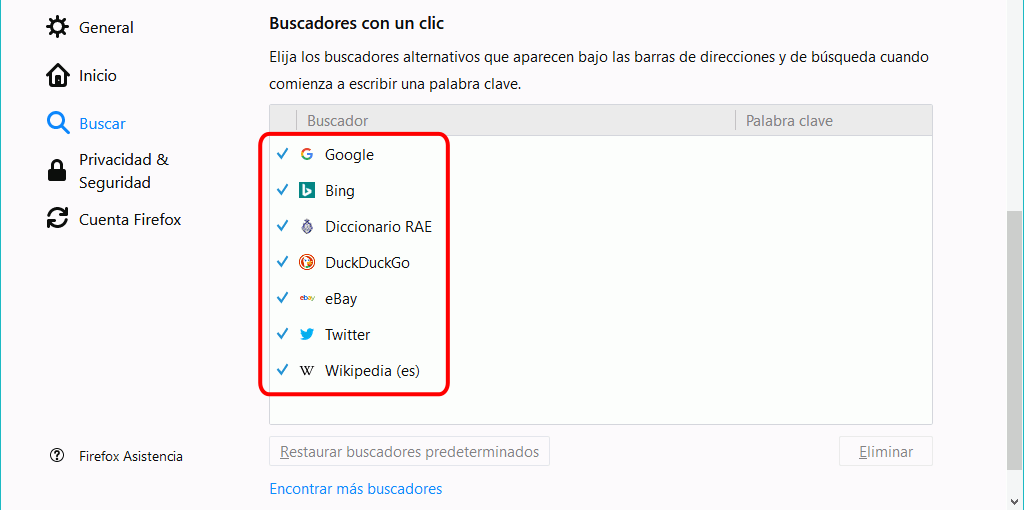 General
Inicio
Buscar
Privacidad &
Seguridad
Cuenta Firefox
Firefox Asistencia
Buscadores con un clic
Elija los buscadores alternativos que aparecen bajo las barras de direcciones y de búsqueda cuando
comienza a escribir una palabra clave.
Buscador Palabra clave
Google
Bing
Diccionario RAE
DuckDuckGo
ebay eBay
Twitter
W Wikipedia (es)
Restaurar buscadores predeterminados Eliminar
Encontrar más buscadores